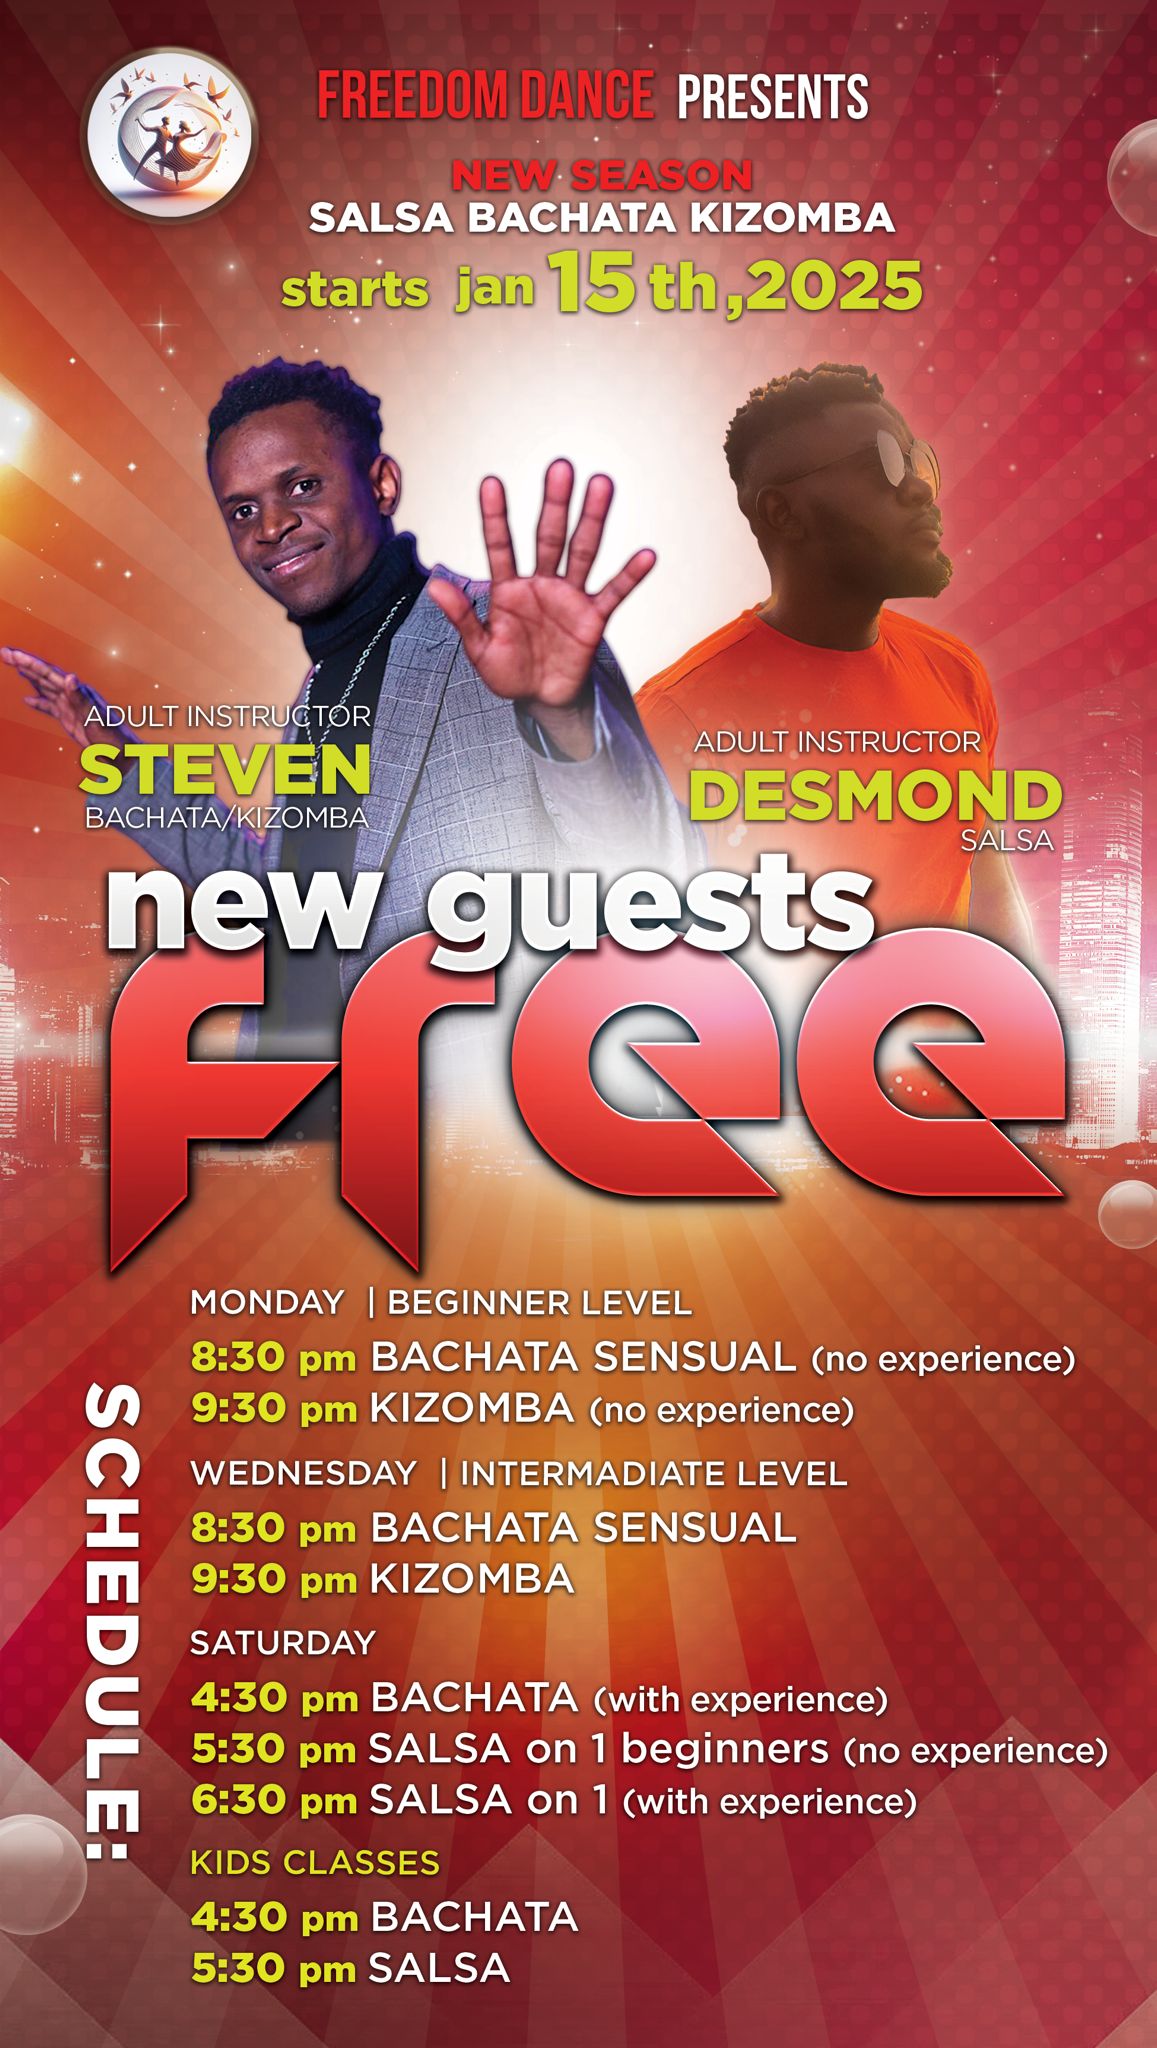 FREEDOM DANCE PRESENTS
NEW SEASON
SALSA BACHATA KIZOMBA
starts jan 15 th,2025
ADULT INSTRUCTOR
STEVEN
BACHATA/KIZOMBA
ADULT INSTRUCTOR
DESMOND
SALSA
new guests
Free
SCHEDULE:
MONDAY | BEGINNER LEVEL
8:30 pm BACHATA SENSUAL (no experience)
9:30 pm KIZOMBA (no experience)
WEDNESDAY | INTERMADIATE LEVEL
8:30 pm BACHATA SENSUAL
9:30 pm KIZOMBA
SATURDAY
4:30 pm BACHATA (with experience)
5:30 pm SALSA on 1 beginners (no experience)
6:30 pm SALSA on 1 (with experience)
KIDS CLASSES
4:30 pm BACHATA
5:30 pm SALSA